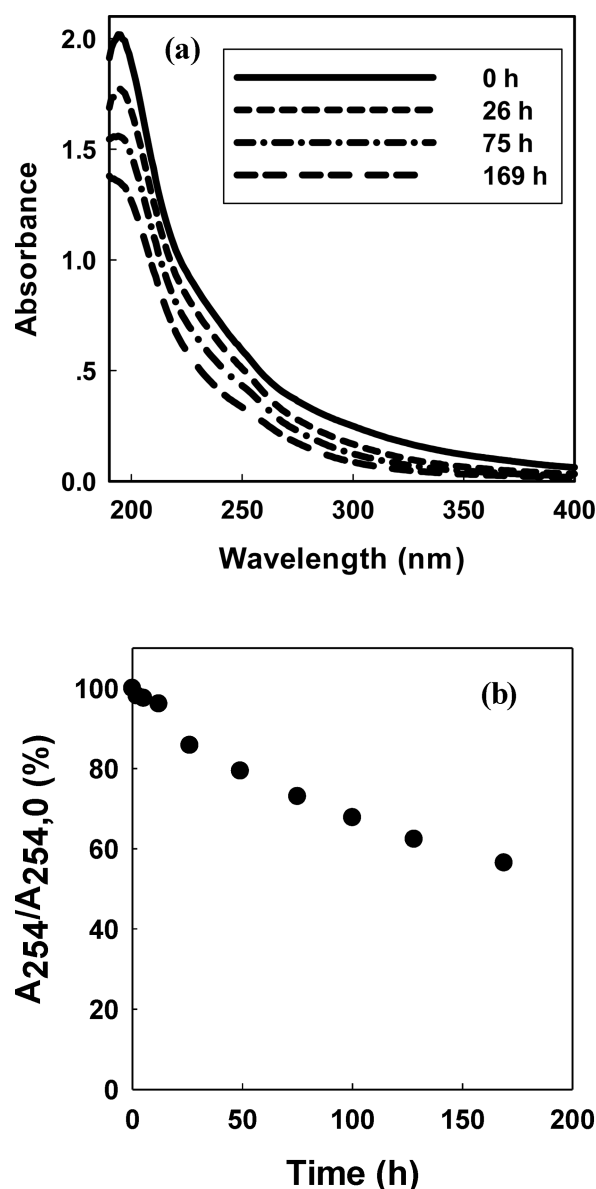 (a)
0 h
26 h
75 h
169 h
2.0
1.5
1.0
.5
0.0
Absorbance
200 250 300 350 400
Wavelength (nm)
(b)
100
80
60
40
20
0
A254/A254,0 (%)
0 50 100 150 200
Time (h)